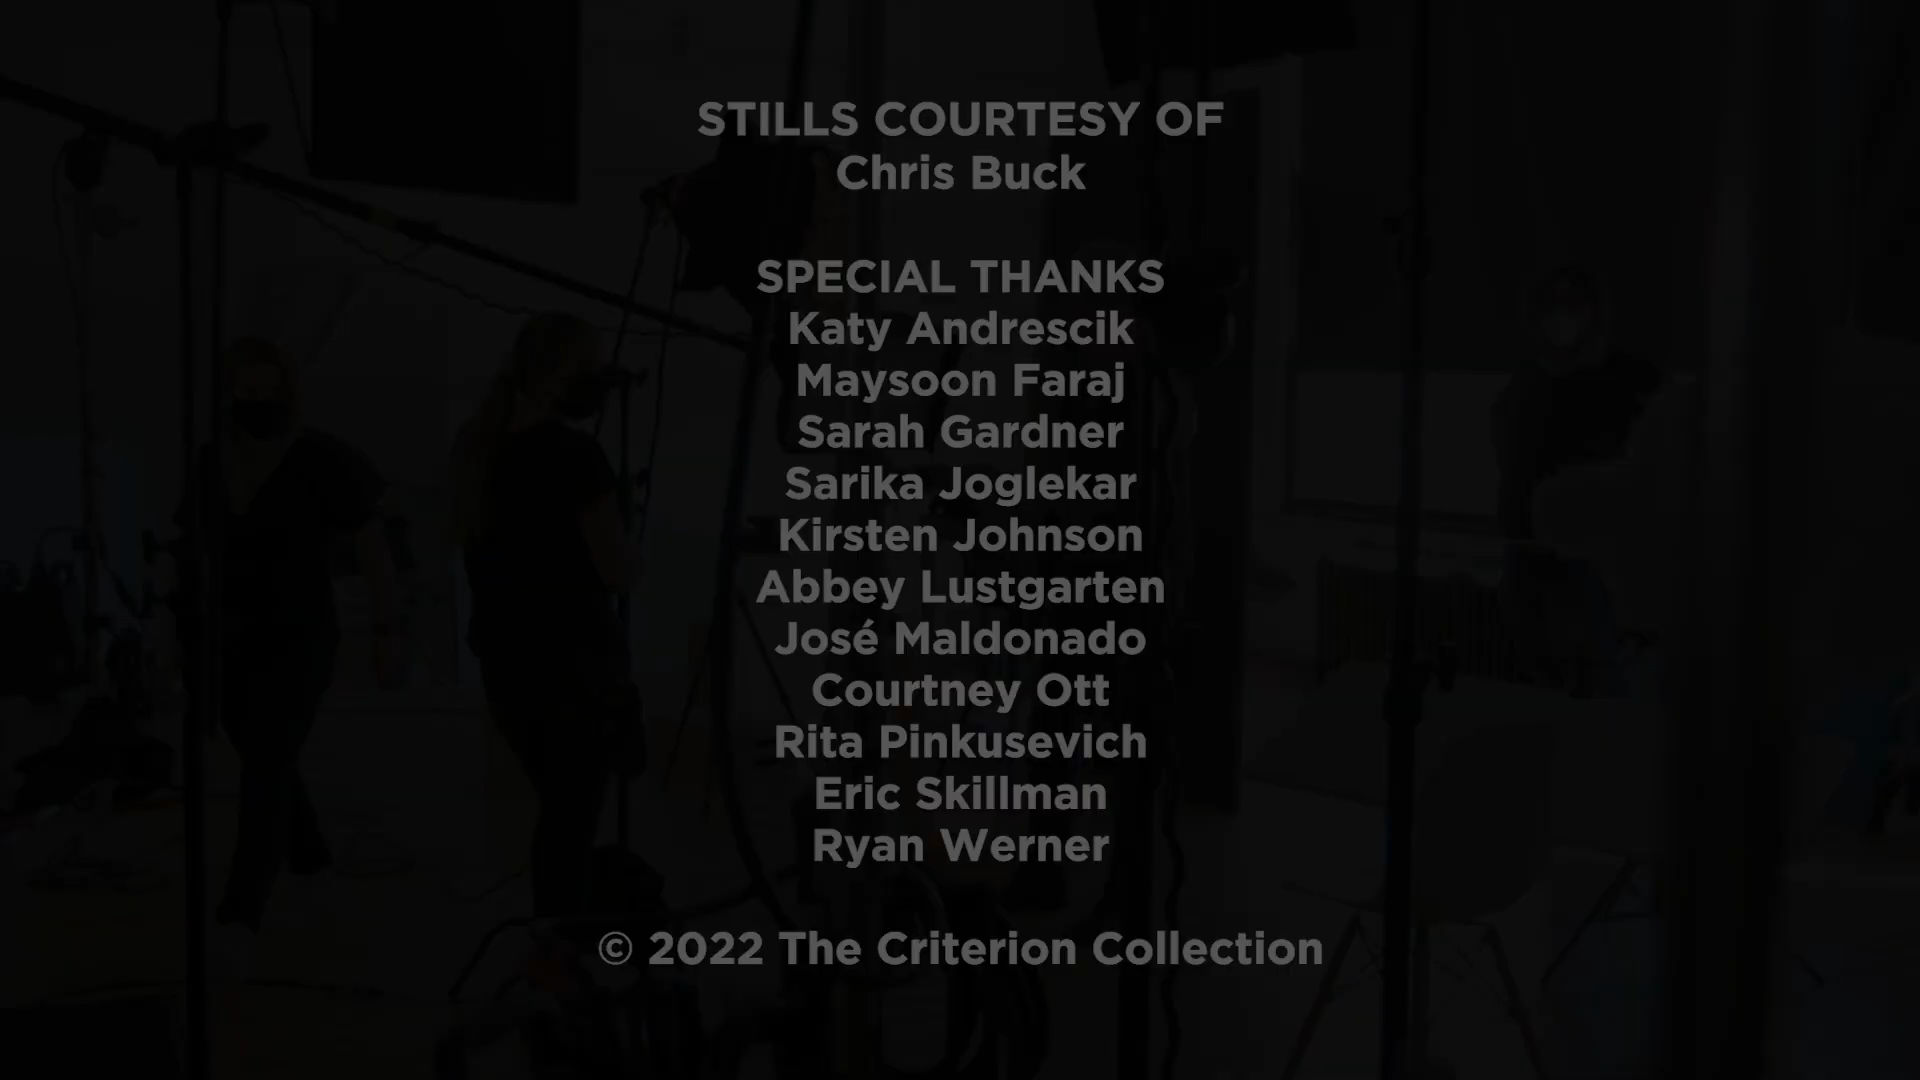 STILLS COURTESY OF
Chris Buck
SPECIAL THANKS
Katy Andrescik
Maysoon Faraj
Sarah Gardner
Sarika Joglekar
Kirsten Johnson
Abbey Lustgarten
José Maldonado
Courtney Ott
Rita Pinkusevich
Eric Skillman
Ryan Werner
© 2022 The Criterion Collection